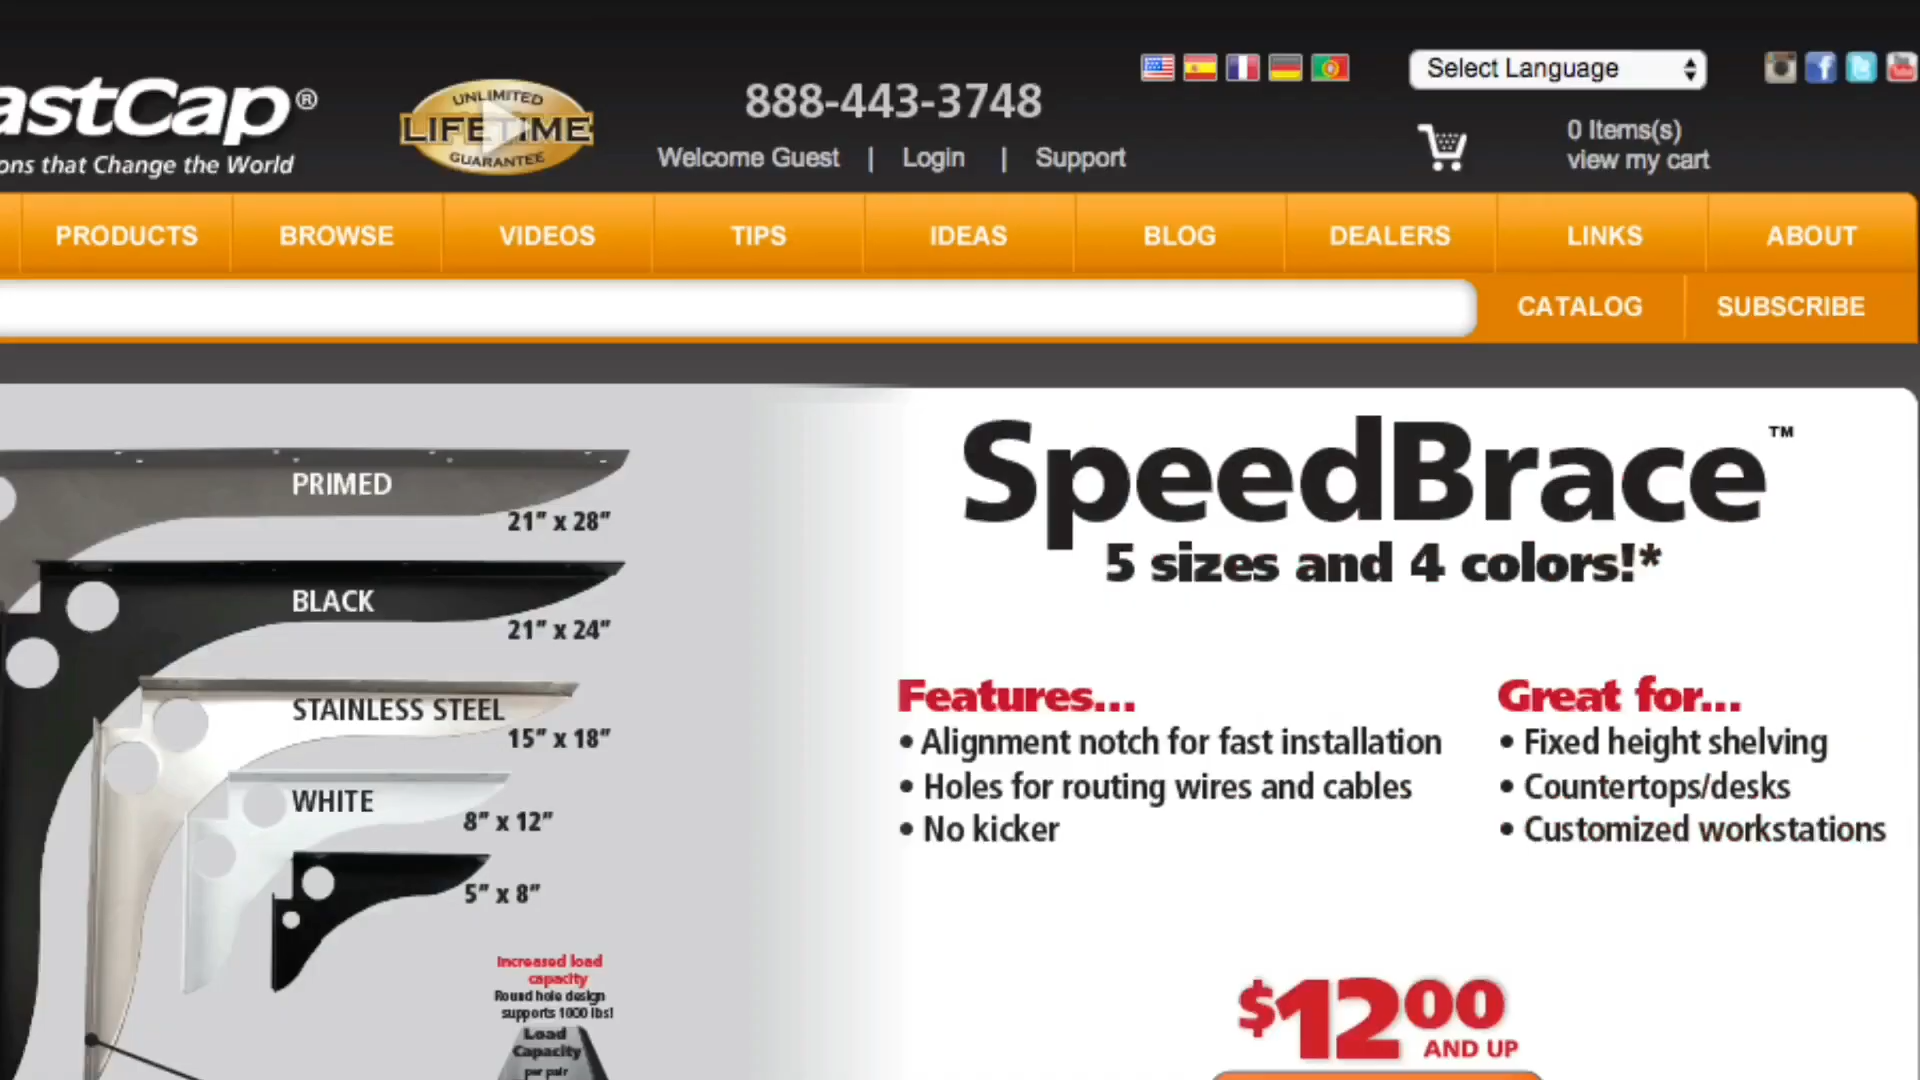 astCap®
ons that Change the World
UNLIMITED
LIFETIME
GUARANTEE
888-443-3748
Welcome Guest | Login | Support
Select Language
0 Items(s)
view my cart
PRODUCTS BROWSE VIDEOS TIPS IDEAS BLOG DEALERS LINKS ABOUT
CATALOG SUBSCRIBE
PRIMED
21" x 28"
BLACK
21" x 24"
STAINLESS STEEL
15" x 18"
WHITE
8" x 12"
5" x 8"
Increased load
capacity
Round hole design
supports 1000 lbs!
Load
Capacity
per pair
SpeedBrace™
5 sizes and 4 colors!*
Features...
• Alignment notch for fast installation
• Holes for routing wires and cables
• No kicker
Great for...
• Fixed height shelving
• Countertops/desks
• Customized workstations
$1200
AND UP